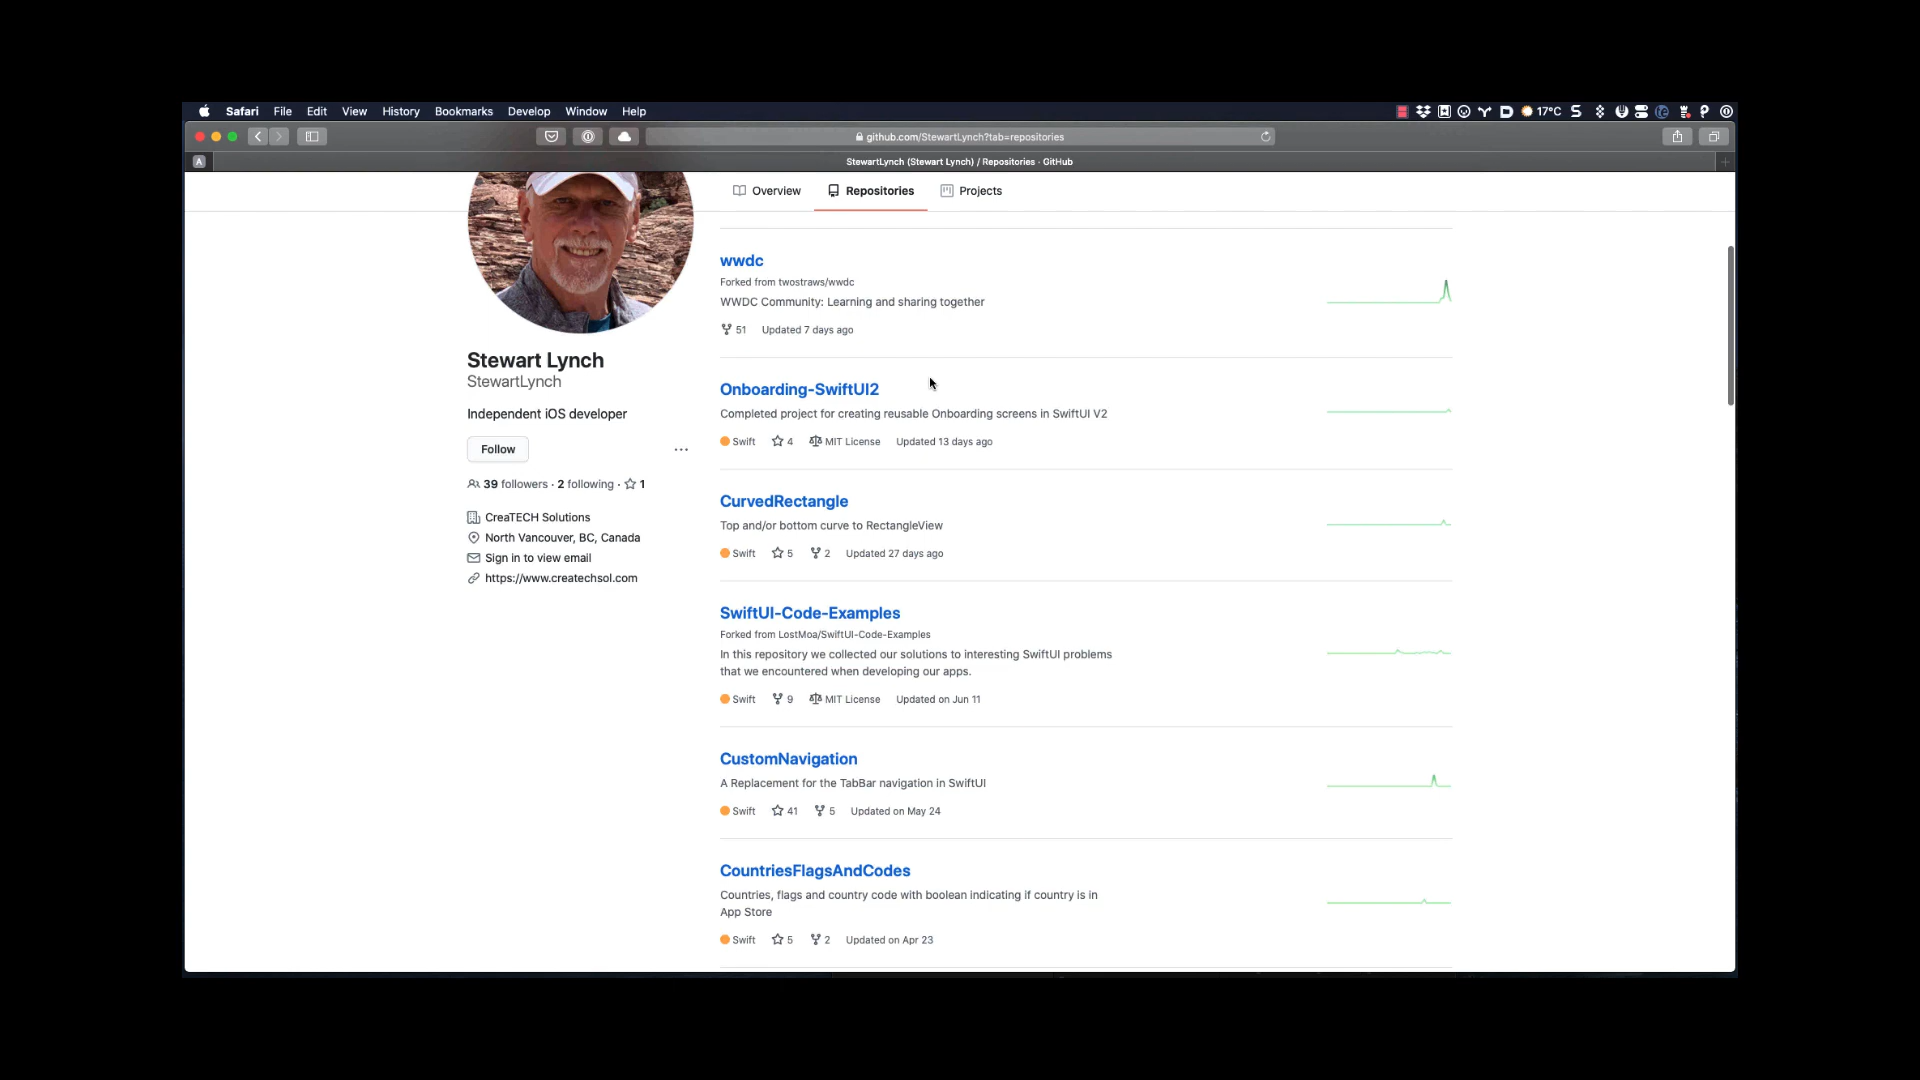 Safari File Edit View History Bookmarks Develop Window Help
17°C
github.com/StewartLynch?tab=repositories
A
StewartLynch (Stewart Lynch) / Repositories · GitHub
Overview Repositories Projects
wwdc
Forked from twostraws/wwdc
WWDC Community: Learning and sharing together
51 Updated 7 days ago
Stewart Lynch
StewartLynch
Independent iOS developer
Follow
39 followers · 2 following · 1
CreaTECH Solutions
North Vancouver, BC, Canada
Sign in to view email
https://www.createchsol.com
Onboarding-SwiftUI2
Completed project for creating reusable Onboarding screens in SwiftUI V2
Swift 4 MIT License Updated 13 days ago
CurvedRectangle
Top and/or bottom curve to RectangleView
Swift 5 2 Updated 27 days ago
SwiftUI-Code-Examples
Forked from LostMoa/SwiftUI-Code-Examples
In this repository we collected our solutions to interesting SwiftUI problems
that we encountered when developing our apps.
Swift 9 MIT License Updated on Jun 11
CustomNavigation
A Replacement for the TabBar navigation in SwiftUI
Swift 41 5 Updated on May 24
CountriesFlagsAndCodes
Countries, flags and country code with boolean indicating if country is in
App Store
Swift 5 2 Updated on Apr 23